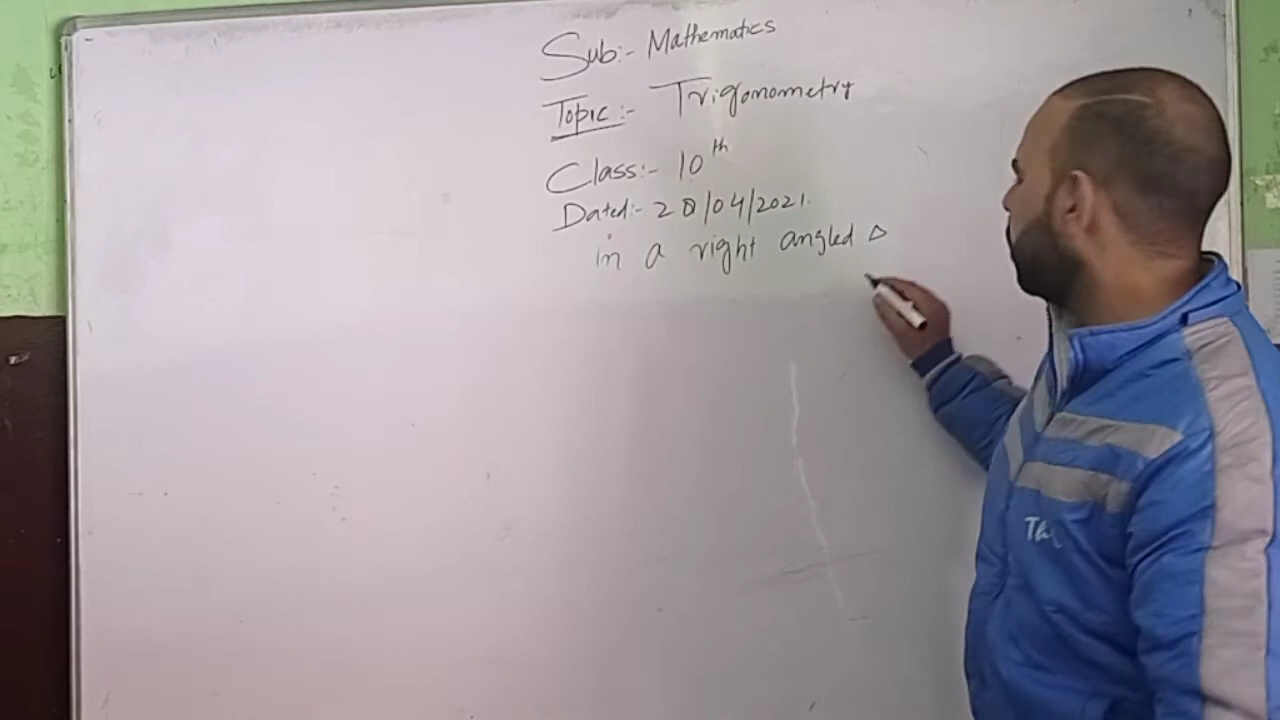 Sub:- Mathematics
Topic:- Trigonometry
Class:- 10th
Dated:- 28/04/2021.
in a right angled △